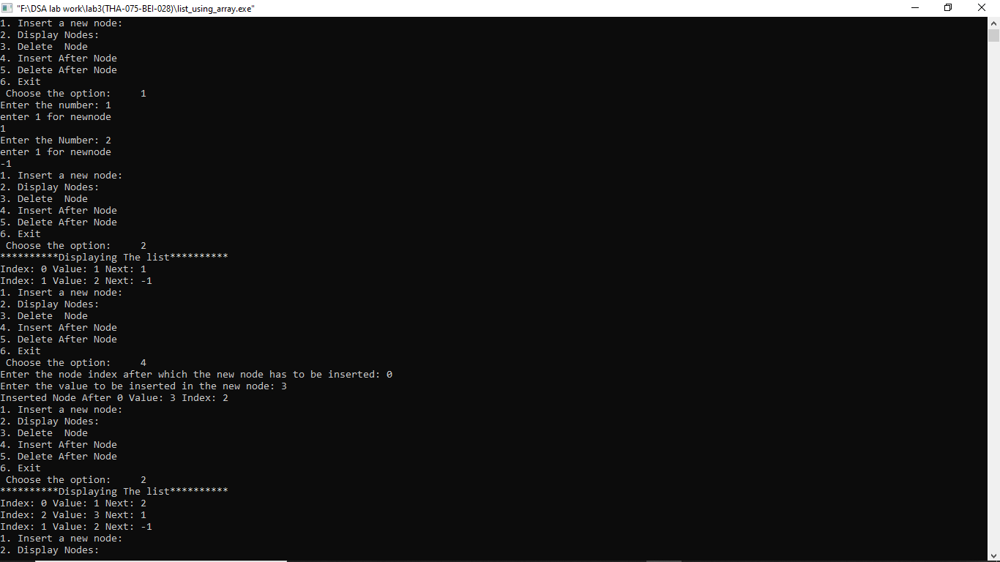 "F:\DSA lab work\lab3(THA-075-BEI-028)\list_using_array.exe"
1. Insert a new node:
2. Display Nodes:
3. Delete  Node
4. Insert After Node
5. Delete After Node
6. Exit
 Choose the option:     1
Enter the number: 1
enter 1 for newnode
1
Enter the Number: 2
enter 1 for newnode
-1
1. Insert a new node:
2. Display Nodes:
3. Delete  Node
4. Insert After Node
5. Delete After Node
6. Exit
 Choose the option:     2
**********Displaying The list**********
Index: 0 Value: 1 Next: 1
Index: 1 Value: 2 Next: -1
1. Insert a new node:
2. Display Nodes:
3. Delete  Node
4. Insert After Node
5. Delete After Node
6. Exit
 Choose the option:     4
Enter the node index after which the new node has to be inserted: 0
Enter the value to be inserted in the new node: 3
Inserted Node After 0 Value: 3 Index: 2
1. Insert a new node:
2. Display Nodes:
3. Delete  Node
4. Insert After Node
5. Delete After Node
6. Exit
 Choose the option:     2
**********Displaying The list**********
Index: 0 Value: 1 Next: 2
Index: 2 Value: 3 Next: 1
Index: 1 Value: 2 Next: -1
1. Insert a new node:
2. Display Nodes: